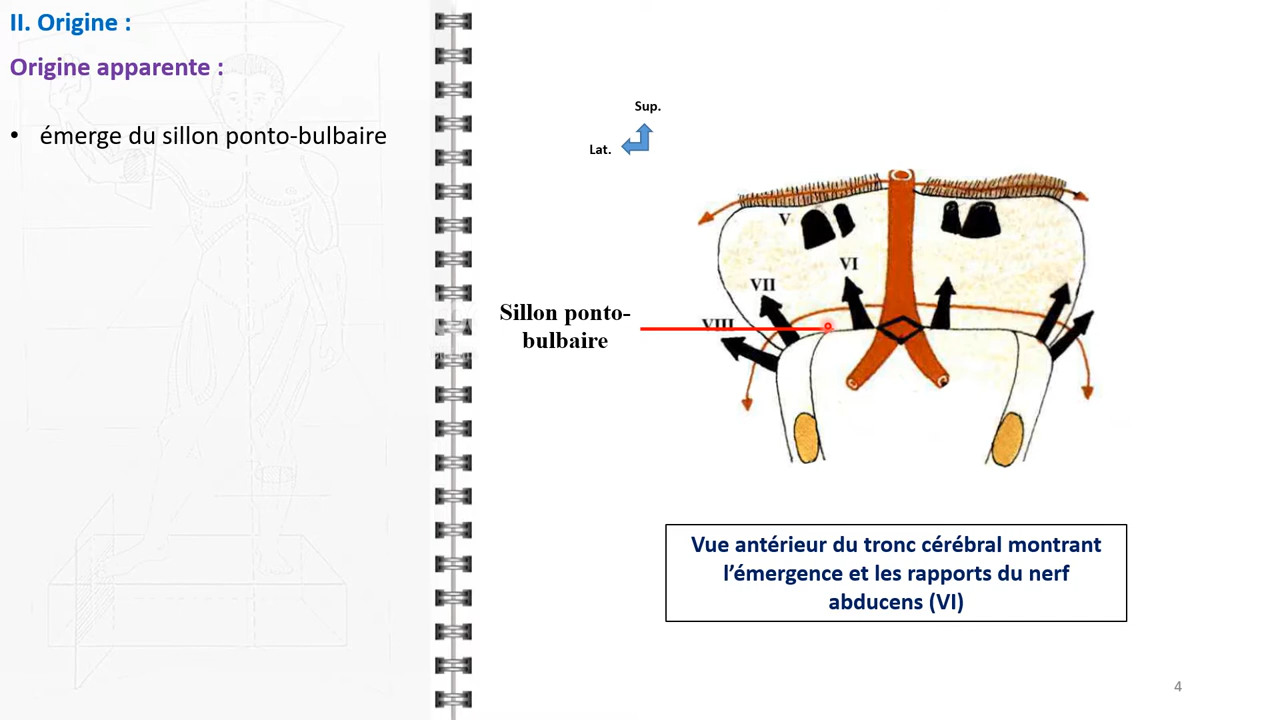 II. Origine :
Origine apparente :
• émerge du sillon ponto-bulbaire
Sup.
Lat.
V
VI
VII
VIII
Sillon ponto-
bulbaire
Vue antérieur du tronc cérébral montrant
l’émergence et les rapports du nerf
abducens (VI)
4